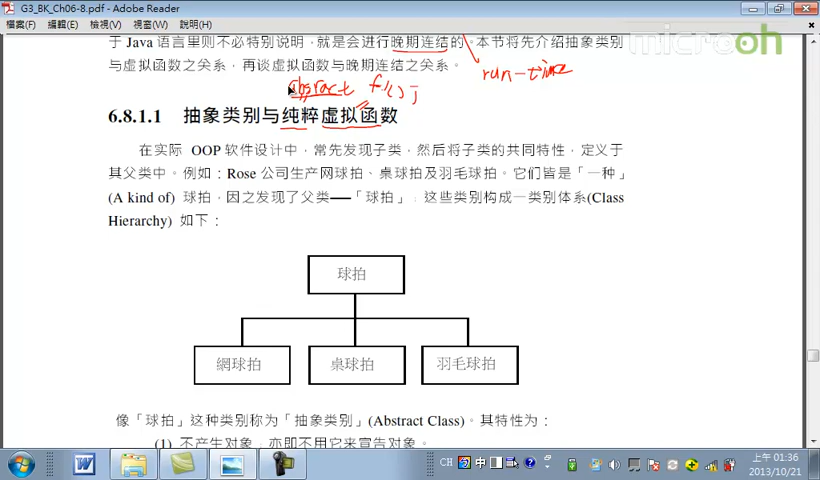 G3_BK_Ch06-8.pdf - Adobe Reader
檔案(F) 編輯(E) 檢視(V) 視窗(W) 說明(H)
microoh
于 Java 语言里则不必特别说明，就是会进行晚期连结的。本节将先介绍抽象类别
与虚拟函数之关系，再谈虚拟函数与晚期连结之关系。
run-time
abstract f1();
6.8.1.1 抽象类别与纯粹虚拟函数
在实际 OOP 软件设计中，常先发现子类，然后将子类的共同特性，定义于
其父类中。例如：Rose 公司生产网球拍、桌球拍及羽毛球拍。它们皆是「一种」
(A kind of) 球拍，因之发现了父类──「球拍」，这些类别构成一类别体系(Class
Hierarchy) 如下：
球拍
網球拍 桌球拍 羽毛球拍
像「球拍」这种类别称为「抽象类别」(Abstract Class)。其特性为：
(1) 不产生对象，亦即不用它来宣告对象。
CH 中
上午 01:36
2013/10/21